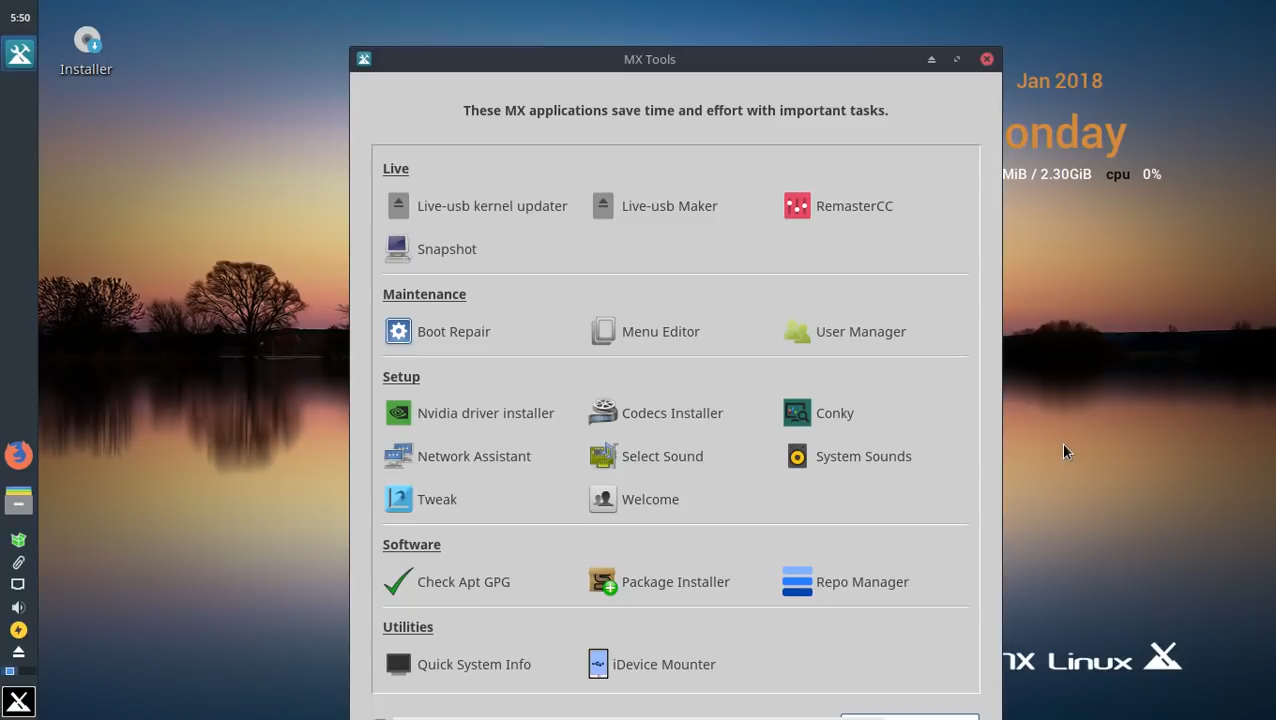 5:50
Installer
MX Tools
These MX applications save time and effort with important tasks.
Live
Live-usb kernel updater Live-usb Maker RemasterCC
Snapshot
Maintenance
Boot Repair Menu Editor User Manager
Setup
Nvidia driver installer Codecs Installer Conky
Network Assistant Select Sound System Sounds
Tweak Welcome
Software
Check Apt GPG Package Installer Repo Manager
Utilities
Quick System Info iDevice Mounter
Jan 2018
onday
MiB / 2.30GiB cpu 0%
Linux